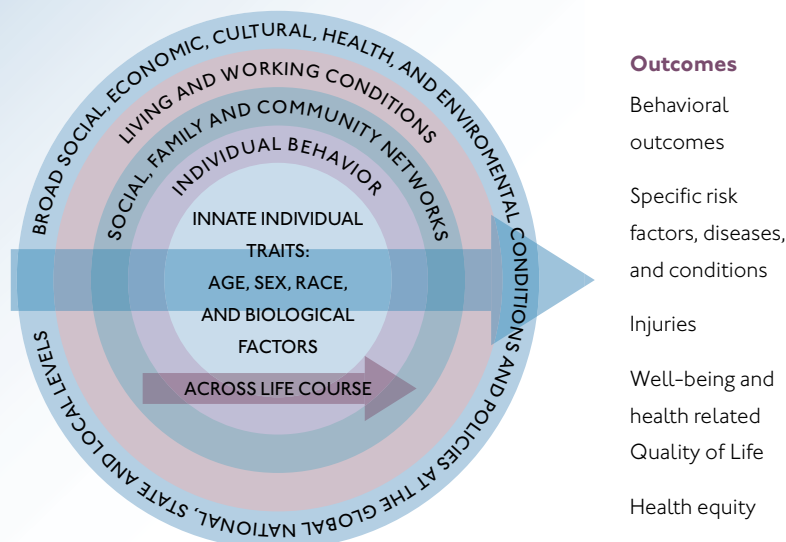 BROAD SOCIAL, ECONOMIC, CULTURAL, HEALTH, AND ENVIROMENTAL CONDITIONS AND POLICIES AT THE GLOBAL NATIONAL, STATE AND LOCAL LEVELS
LIVING AND WORKING CONDITIONS
SOCIAL, FAMILY AND COMMUNITY NETWORKS
INDIVIDUAL BEHAVIOR
INNATE INDIVIDUAL
TRAITS:
AGE, SEX, RACE,
AND BIOLOGICAL
FACTORS
ACROSS LIFE COURSE
Outcomes
Behavioral
outcomes
Specific risk
factors, diseases,
and conditions
Injuries
Well-being and
health related
Quality of Life
Health equity